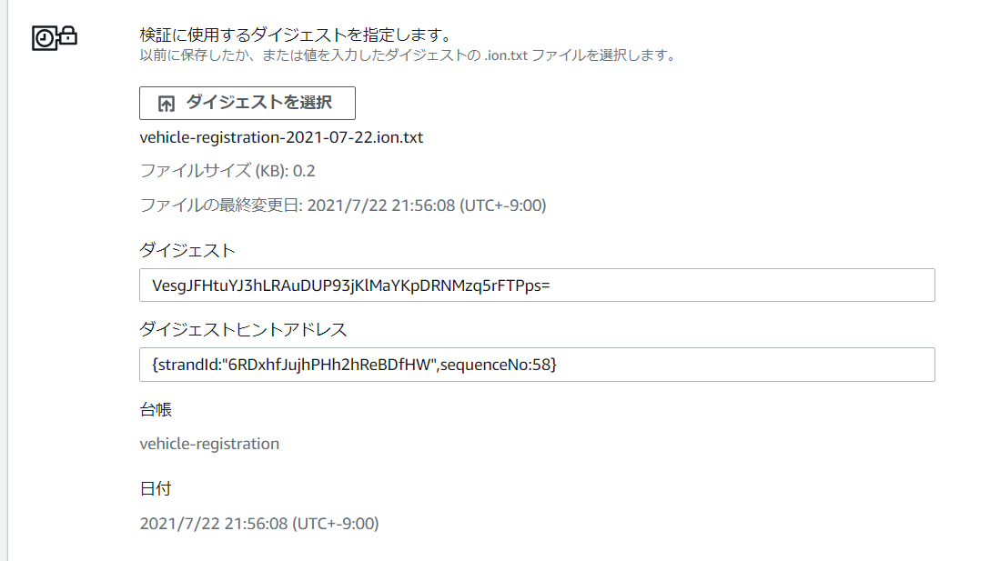 検証に使用するダイジェストを指定します。
以前に保存したか、または値を入力したダイジェストの .ion.txt ファイルを選択します。
ダイジェストを選択
vehicle-registration-2021-07-22.ion.txt
ファイルサイズ (KB): 0.2
ファイルの最終変更日: 2021/7/22 21:56:08 (UTC+-9:00)
ダイジェスト
VesgJFHtuYJ3hLRAuDUP93jKlMaYKpDRNMzq5rFTPps=
ダイジェストヒントアドレス
{strandId:"6RDxhfJujhPHh2hReBDfHW",sequenceNo:58}
台帳
vehicle-registration
日付
2021/7/22 21:56:08 (UTC+-9:00)